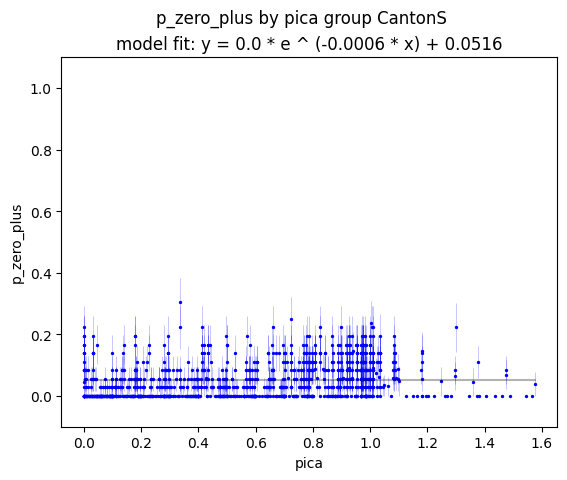 p_zero_plus by pica group CantonS
model fit: y = 0.0 * e ^ (-0.0006 * x) + 0.0516
1.0
0.8
0.6
0.4
0.2
0.0
p_zero_plus
0.0 0.2 0.4 0.6 0.8 1.0 1.2 1.4 1.6
pica